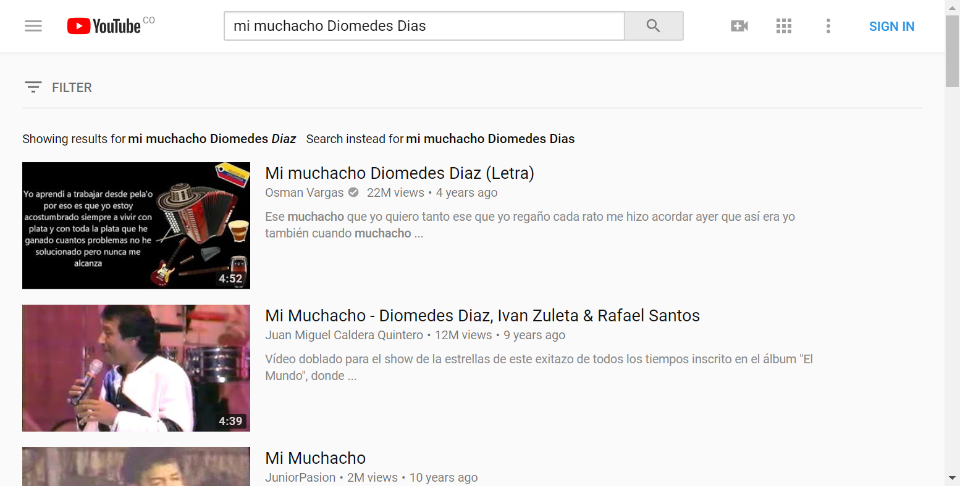 YouTube CO
mi muchacho Diomedes Dias
SIGN IN
FILTER
Showing results for mi muchacho Diomedes Diaz Search instead for mi muchacho Diomedes Dias
Yo aprendi a trabajar desde pela'o
por eso es que yo estoy
acostumbrado siempre a vivir con
plata y con toda la plata que he
ganado cuantos problemas no he
solucionado pero nunca me
alcanza
4:52
Mi muchacho Diomedes Diaz (Letra)
Osman Vargas 22M views • 4 years ago
Ese muchacho que yo quiero tanto ese que yo regaño cada rato me hizo acordar ayer que así era yo
también cuando muchacho ...
4:39
Mi Muchacho - Diomedes Diaz, Ivan Zuleta & Rafael Santos
Juan Miguel Caldera Quintero • 12M views • 9 years ago
Vídeo doblado para el show de la estrellas de este exitazo de todos los tiempos inscrito en el álbum "El
Mundo", donde ...
Mi Muchacho
JuniorPasion • 2M views • 10 years ago